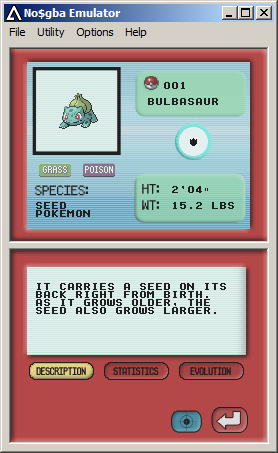 No$gba Emulator
File Utility Options Help
001
BULBASAUR
GRASS POISON
SPECIES:
SEED
POKEMON
HT: 2'04"
WT: 15.2 LBS
IT CARRIES A SEED ON ITS
BACK RIGHT FROM BIRTH.
AS IT GROWS OLDER, THE
SEED ALSO GROWS LARGER.
DESCRIPTION STATISTICS EVOLUTION